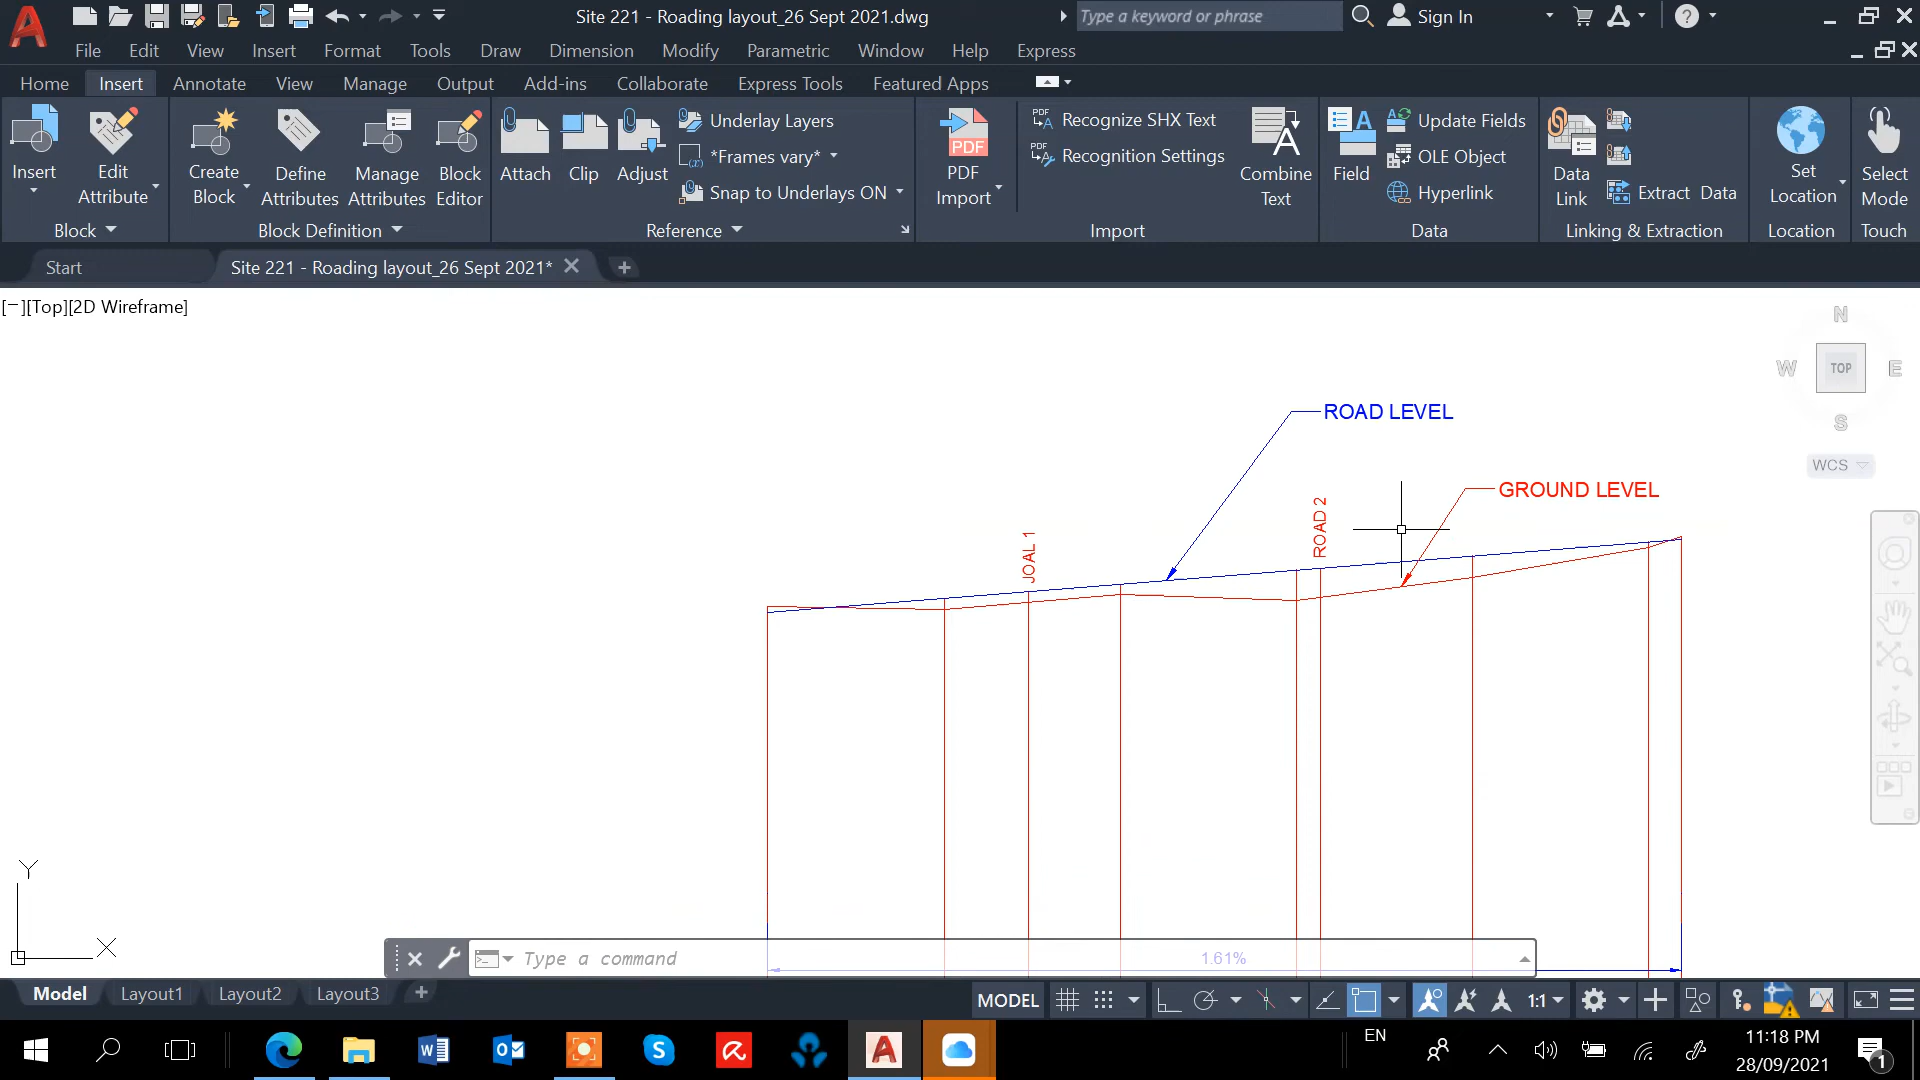 Site 221 - Roading layout_26 Sept 2021.dwg
Type a keyword or phrase
Sign In
File Edit View Insert Format Tools Draw Dimension Modify Parametric Window Help Express
Home Insert Annotate View Manage Output Add-ins Collaborate Express Tools Featured Apps
Insert
Edit
Attribute
Block
Create
Block
Define
Attributes
Manage
Attributes
Block
Editor
Block Definition
Attach
Clip
Adjust
Underlay Layers
*Frames vary*
Snap to Underlays ON
Reference
PDF
PDF
Import
Recognize SHX Text
Recognition Settings
Combine
Text
Import
Field
Update Fields
OLE Object
Hyperlink
Data
Data
Link
Extract Data
Linking & Extraction
Set
Location
Location
Select
Mode
Touch
Start
Site 221 - Roading layout_26 Sept 2021*
[−][Top][2D Wireframe]
N
W TOP E
S
WCS
ROAD LEVEL
GROUND LEVEL
ROAD 2
JOAL 1
Y
X
Type a command
1.61%
Model Layout1 Layout2 Layout3
MODEL
1:1
EN
11:18 PM
28/09/2021
1